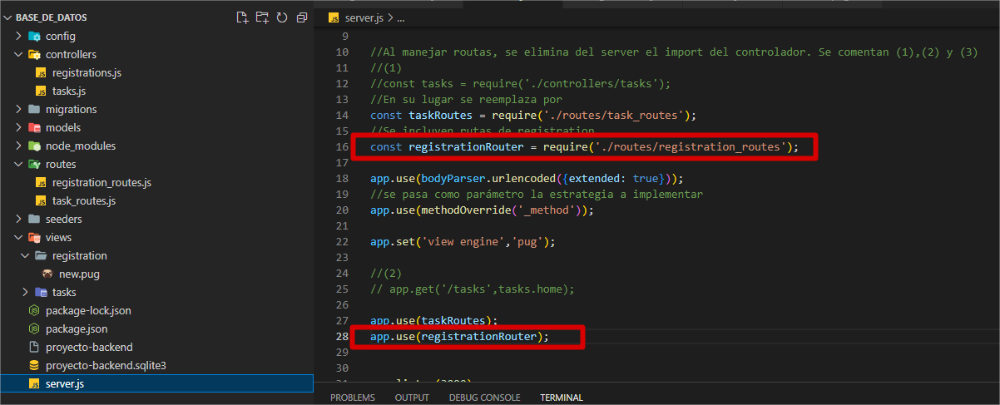 BASE_DE_DATOS
config
controllers
JS registrations.js
JS tasks.js
migrations
models
node_modules
routes
JS registration_routes.js
JS task_routes.js
seeders
views
registration
new.pug
tasks
package-lock.json
package.json
proyecto-backend
proyecto-backend.sqlite3
JS server.js
JS server.js > ...
9
10 //Al manejar routas, se elimina del server el import del controlador. Se comentan (1),(2) y (3)
11 //(1)
12 //const tasks = require('./controllers/tasks');
13 //En su lugar se reemplaza por
14 const taskRoutes = require('./routes/task_routes');
15 //Se incluyen rutas de registration
16 const registrationRouter = require('./routes/registration_routes');
17
18 app.use(bodyParser.urlencoded({extended: true}));
19 //se pasa como parámetro la estrategia a implementar
20 app.use(methodOverride('_method'));
21
22 app.set('view engine','pug');
23
24 //(2)
25 // app.get('/tasks',tasks.home);
26
27 app.use(taskRoutes);
28 app.use(registrationRouter);
29
30
PROBLEMS OUTPUT DEBUG CONSOLE TERMINAL